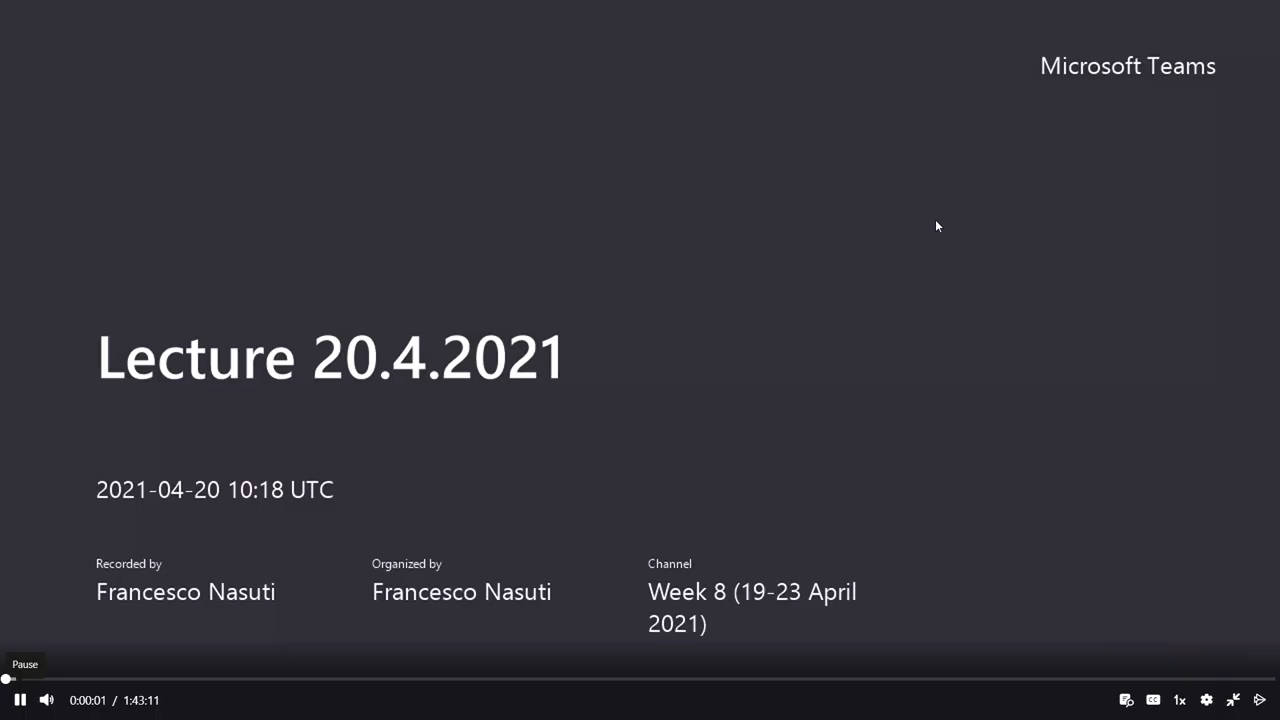 Microsoft Teams
Lecture 20.4.2021
2021-04-20 10:18 UTC
Recorded by
Francesco Nasuti
Organized by
Francesco Nasuti
Channel
Week 8 (19-23 April
2021)
Pause
0:00:01 / 1:43:11
CC
1x